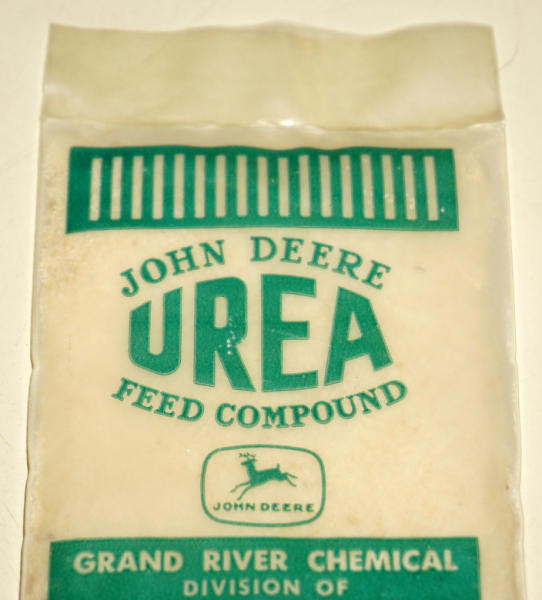 JOHN DEERE
UREA
FEED COMPOUND
JOHN DEERE
GRAND RIVER CHEMICAL
DIVISION OF